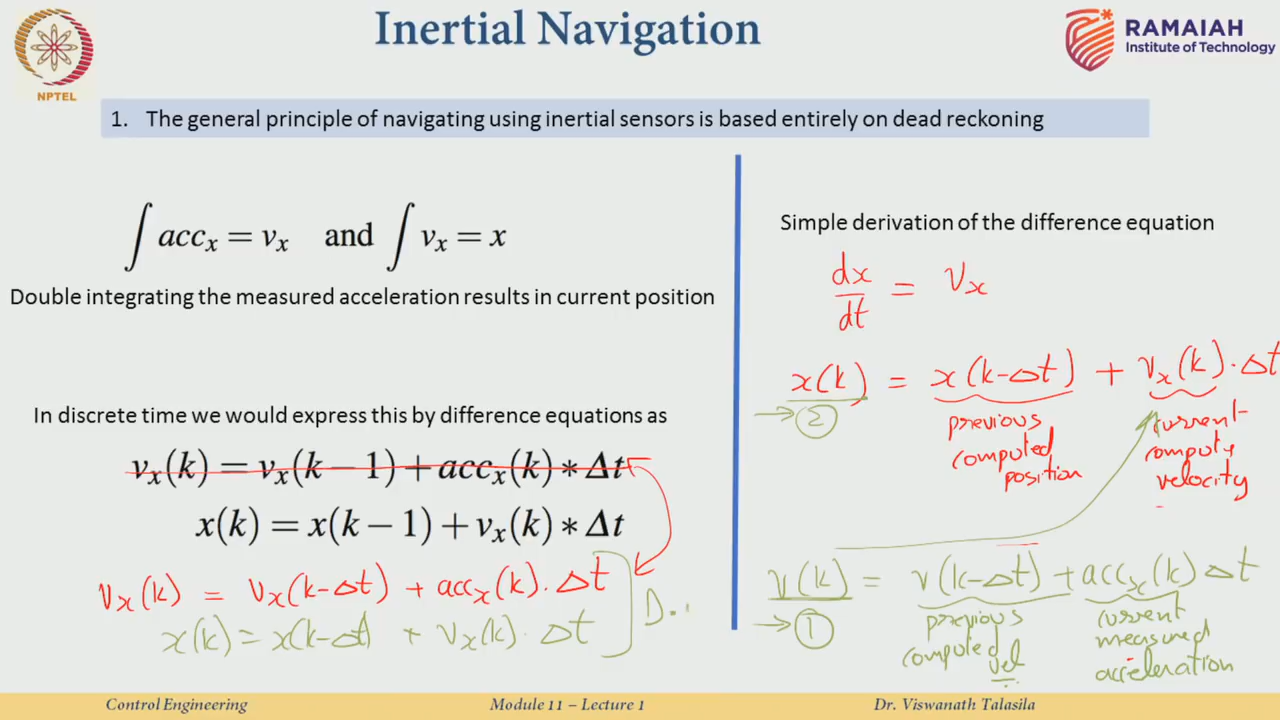 Inertial Navigation
NPTEL
RAMAIAH
Institute of Technology
1. The general principle of navigating using inertial sensors is based entirely on dead reckoning
∫ acc_x = v_x and ∫ v_x = x
Double integrating the measured acceleration results in current position
In discrete time we would express this by difference equations as
v_x(k) = v_x(k − 1) + acc_x(k) ∗ Δt
x(k) = x(k − 1) + v_x(k) ∗ Δt
v_x(k) = v_x(k-Δt) + acc_x(k) · Δt
x(k) = x(k-Δt) + v_x(k) · Δt
D.
Simple derivation of the difference equation
dx/dt = v_x
x(k) = x(k-Δt) + v_x(k) · Δt
→ 2
previous
computed
position
current
velocity
v(k) = v(k-Δt) + acc_x(k) Δt
→ 1
previous
computed
vel
current
measured
acceleration
Control Engineering
Module 11 – Lecture 1
Dr. Viswanath Talasila